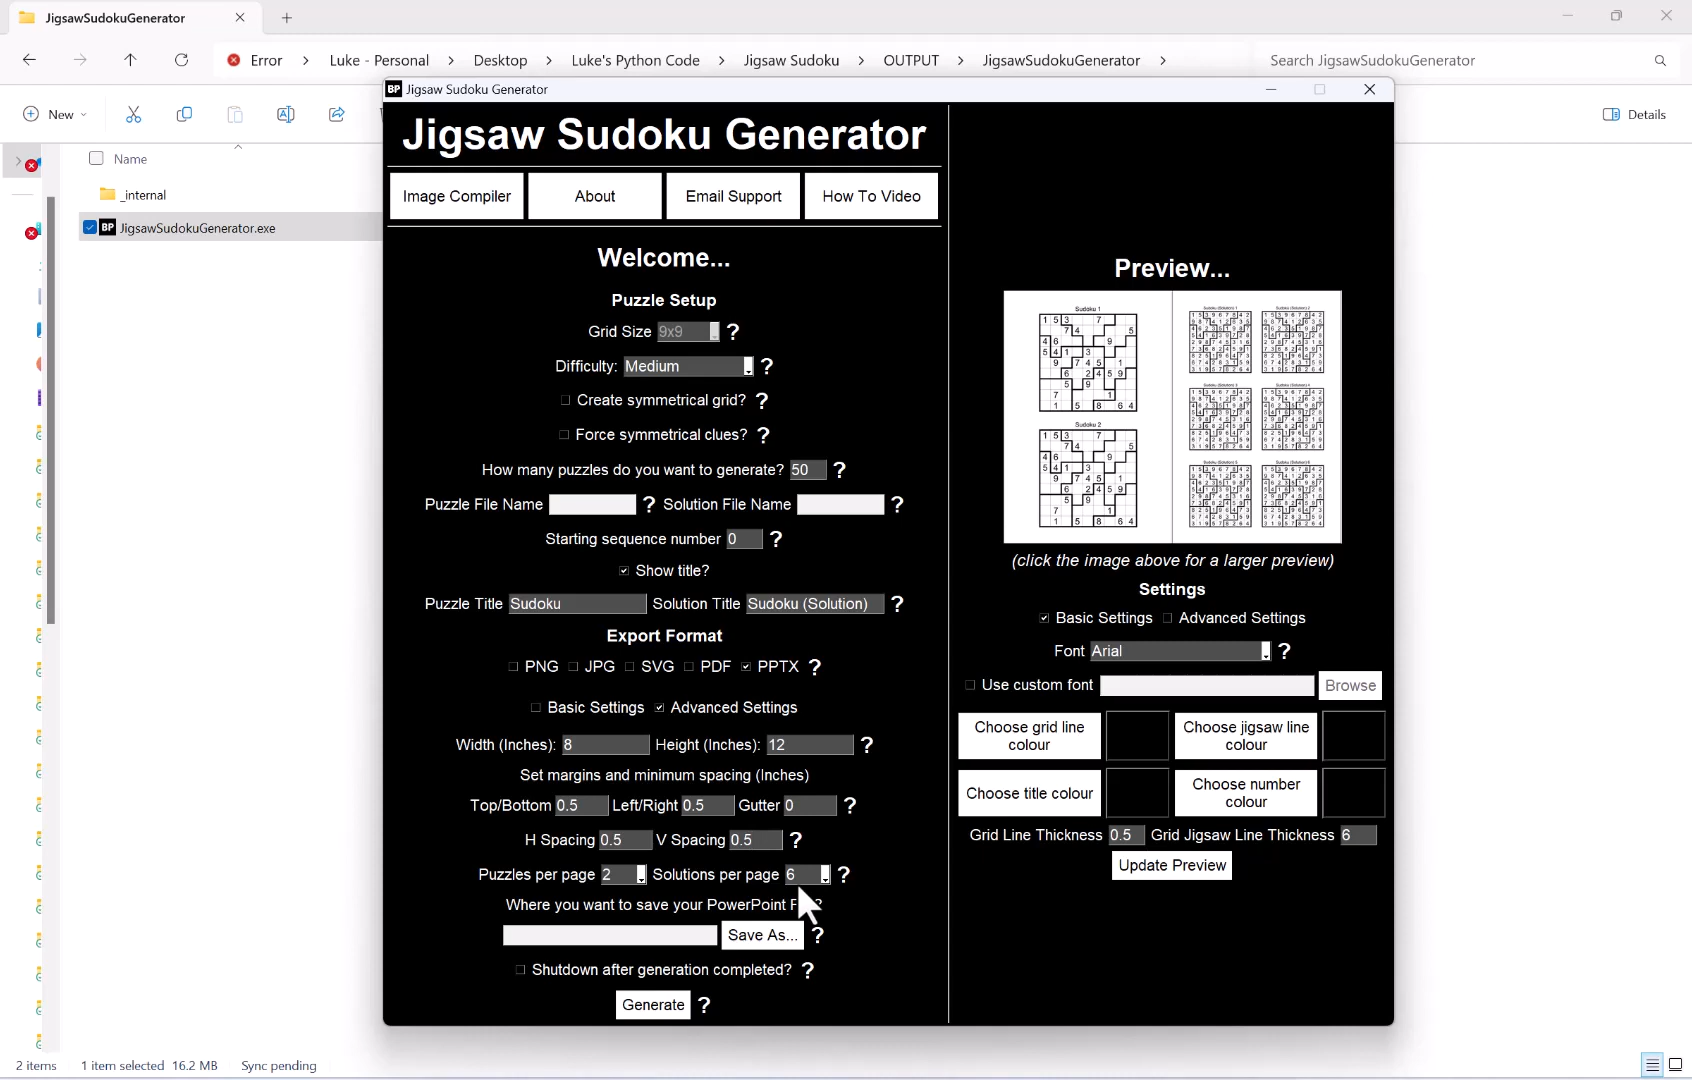 JigsawSudokuGenerator
Error > Luke - Personal > Desktop > Luke's Python Code > Jigsaw Sudoku > OUTPUT > JigsawSudokuGenerator >
Search JigsawSudokuGenerator
New
Details
Name
_internal
BP JigsawSudokuGenerator.exe
2 items 1 item selected 16.2 MB Sync pending
BP Jigsaw Sudoku Generator
Jigsaw Sudoku Generator
Image Compiler About Email Support How To Video
Welcome...
Puzzle Setup
Grid Size 9x9 ?
Difficulty: Medium ?
Create symmetrical grid? ?
Force symmetrical clues? ?
How many puzzles do you want to generate? 50 ?
Puzzle File Name ? Solution File Name ?
Starting sequence number 0 ?
Show title?
Puzzle Title Sudoku Solution Title Sudoku (Solution) ?
Export Format
PNG JPG SVG PDF PPTX ?
Basic Settings Advanced Settings
Width (Inches): 8 Height (Inches): 12 ?
Set margins and minimum spacing (Inches)
Top/Bottom 0.5 Left/Right 0.5 Gutter 0 ?
H Spacing 0.5 V Spacing 0.5 ?
Puzzles per page 2 Solutions per page 6 ?
Where you want to save your PowerPoint
Save As... ?
Shutdown after generation completed? ?
Generate ?
Preview...
Sudoku 1
Sudoku 2
(click the image above for a larger preview)
Settings
Basic Settings Advanced Settings
Font Arial ?
Use custom font Browse
Choose grid line colour
Choose jigsaw line colour
Choose title colour
Choose number colour
Grid Line Thickness 0.5 Grid Jigsaw Line Thickness 6
Update Preview